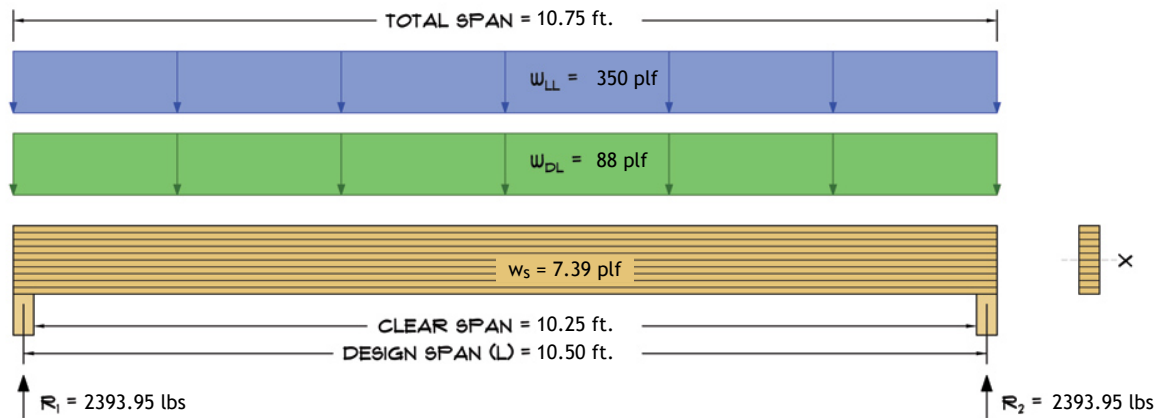 TOTAL SPAN = 10.75 ft.
WLL = 350 plf
WDL = 88 plf
ws = 7.39 plf
X
CLEAR SPAN = 10.25 ft.
DESIGN SPAN (L) = 10.50 ft.
R1 = 2393.95 lbs
R2 = 2393.95 lbs